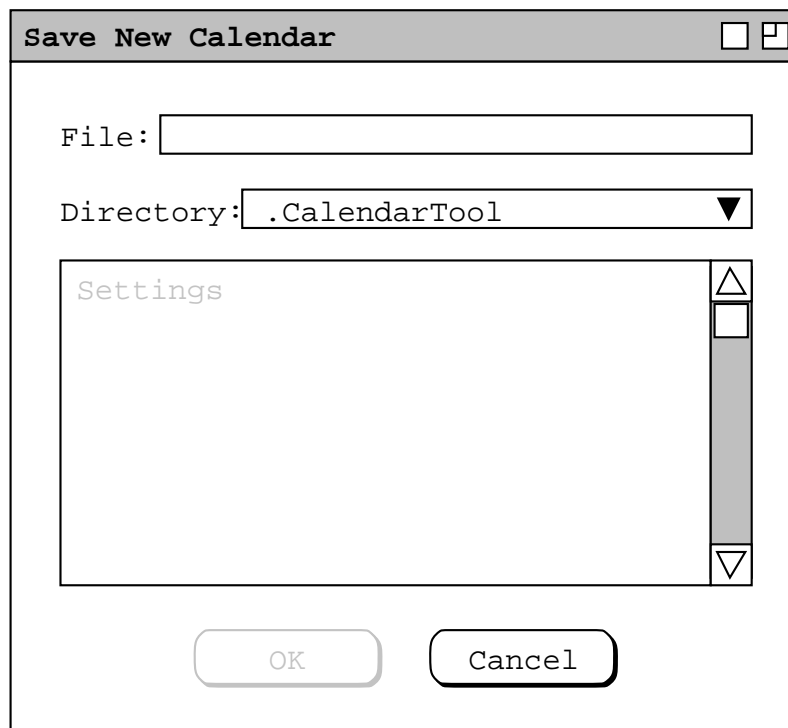 Save New Calendar
File:
Directory: .CalendarTool
Settings
OK Cancel